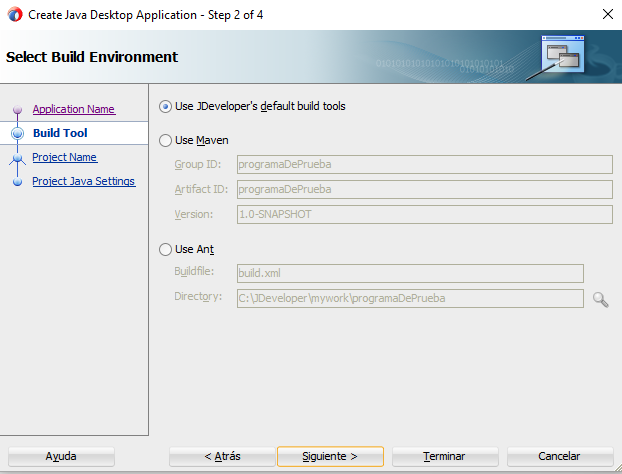 Create Java Desktop Application - Step 2 of 4
Select Build Environment
010101010101010101010101010101
01010101010
Application Name
Build Tool
Project Name
Project Java Settings
Use JDeveloper's default build tools
Use Maven
Group ID: programaDePrueba
Artifact ID: programaDePrueba
Version: 1.0-SNAPSHOT
Use Ant
Buildfile: build.xml
Directory: C:\JDeveloper\mywork\programaDePrueba
Ayuda
< Atrás
Siguiente >
Terminar
Cancelar